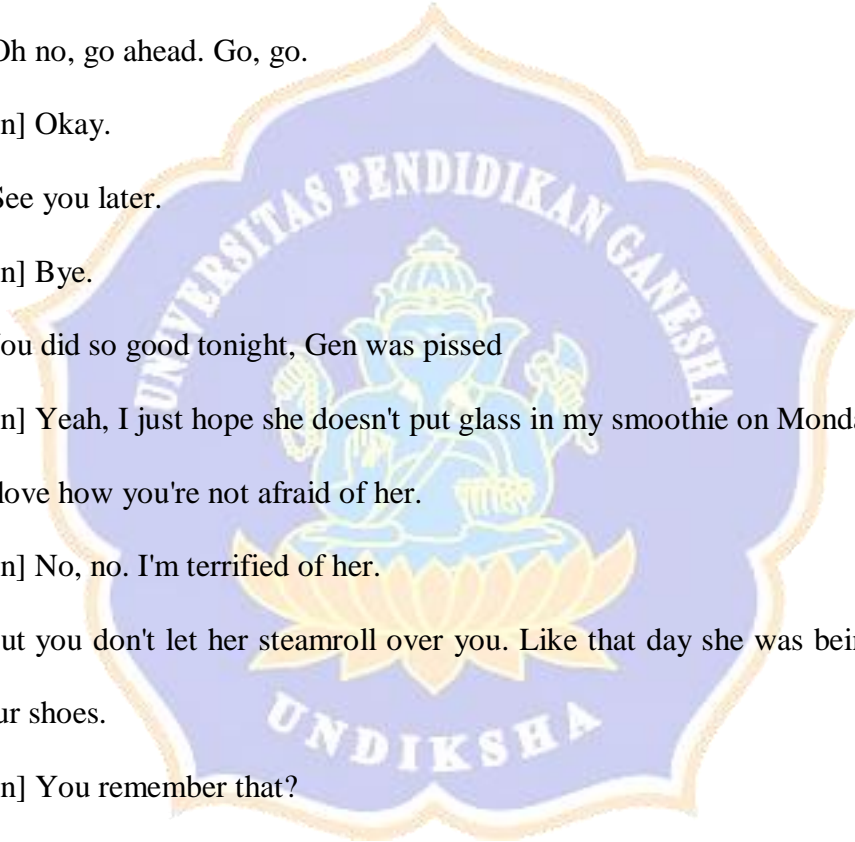 Oh no, go ahead. Go, go.
n] Okay.
See you later.
n] Bye.
You did so good tonight, Gen was pissed
n] Yeah, I just hope she doesn't put glass in my smoothie on Monda
love how you're not afraid of her.
n] No, no. I'm terrified of her.
ut you don't let her steamroll over you. Like that day she was bein
ur shoes.
n] You remember that?
UNIVERSITAS PENDIDIKAN GANESHA
UNDIKSHA